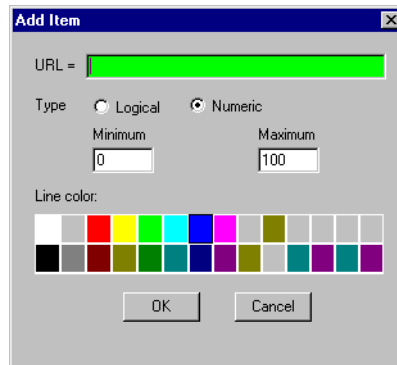 Add Item
URL =
Type Logical Numeric
Minimum Maximum
0 100
Line color:
OK Cancel